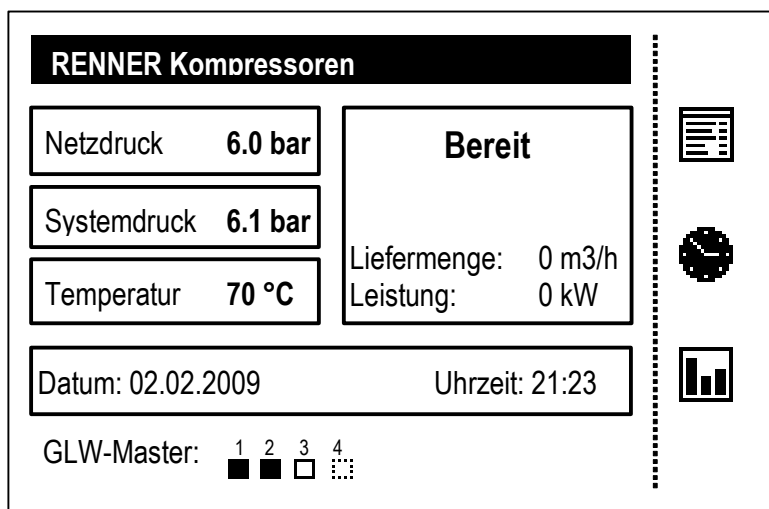 RENNER Kompressoren
Netzdruck 6.0 bar
Systemdruck 6.1 bar
Temperatur 70 °C
Bereit
Liefermenge: 0 m3/h
Leistung: 0 kW
Datum: 02.02.2009 Uhrzeit: 21:23
GLW-Master: 1 2 3 4